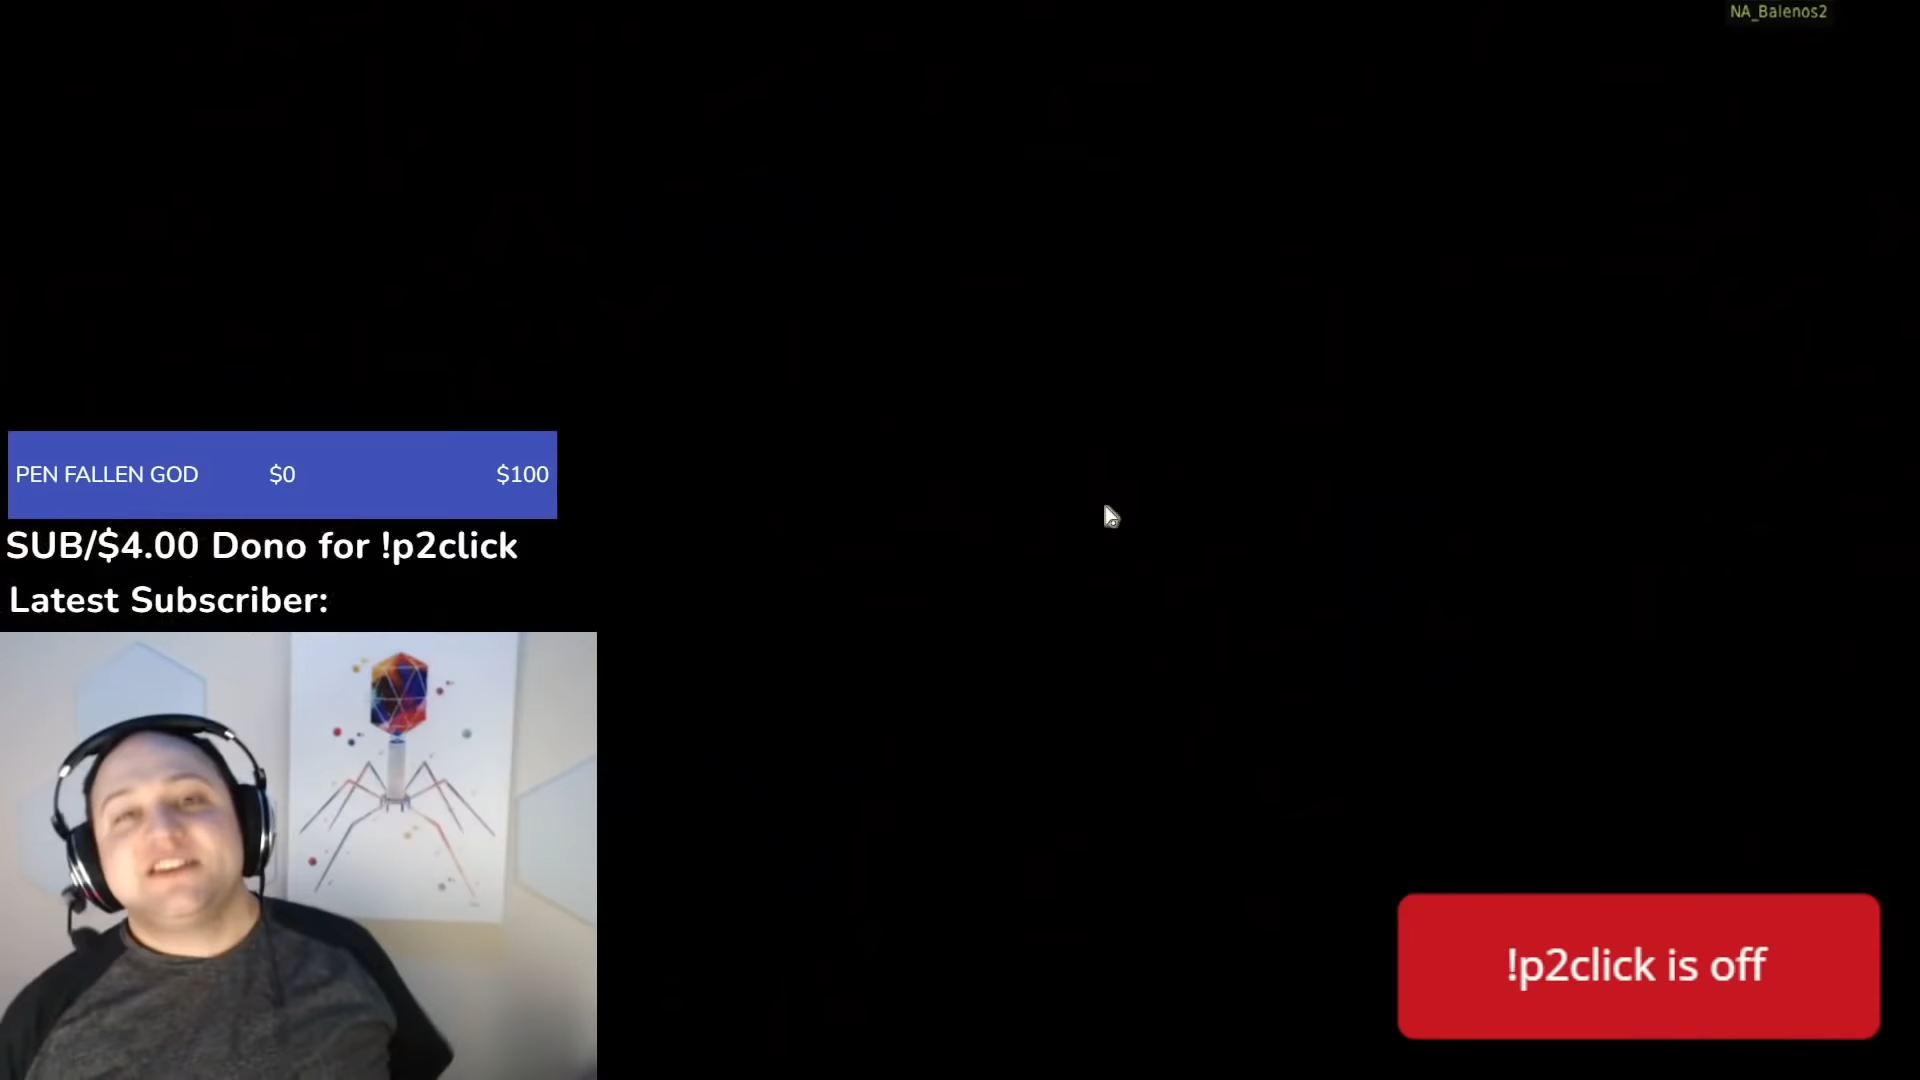 NA_Balenos2
PEN FALLEN GOD $0 $100
SUB/$4.00 Dono for !p2click
Latest Subscriber:
!p2click is off